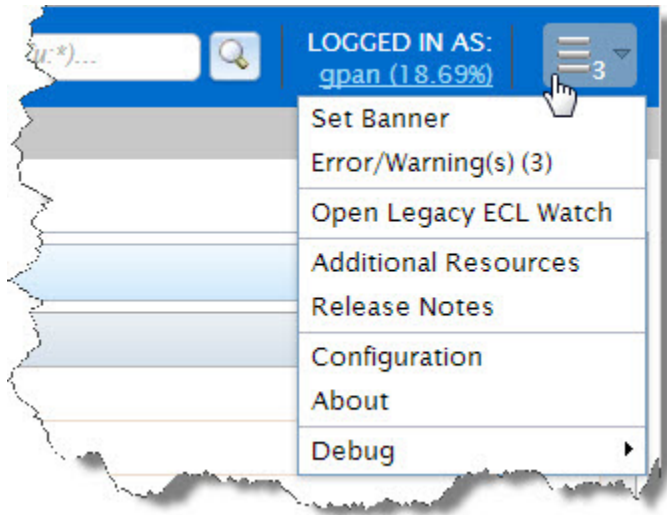 u:*)...
LOGGED IN AS:
gpan (18.69%)
3
Set Banner
Error/Warning(s) (3)
Open Legacy ECL Watch
Additional Resources
Release Notes
Configuration
About
Debug